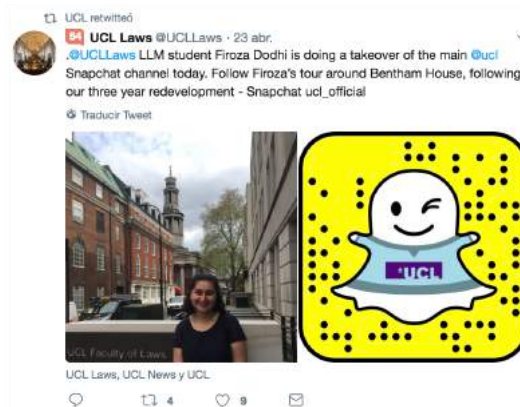 UCL retwitteó
UCL Laws @UCLLaws · 23 abr.
.@UCLLaws LLM student Firoza Dodhi is doing a takeover of the main @ucl
Snapchat channel today. Follow Firoza's tour around Bentham House, following
our three year redevelopment - Snapchat ucl_official
Traducir Tweet
UCL Faculty of Laws
UCL
UCL Laws, UCL News y UCL
4 9